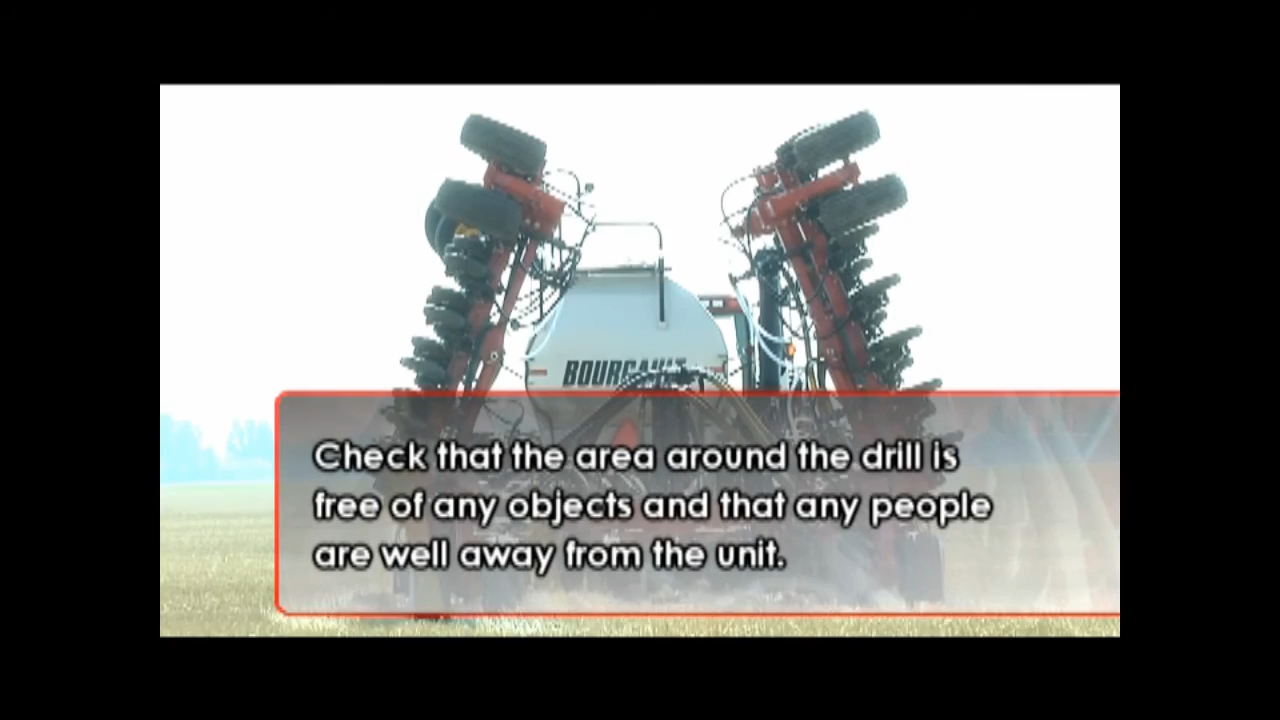 BOURGAULT
Check that the area around the drill is
free of any objects and that any people
are well away from the unit.